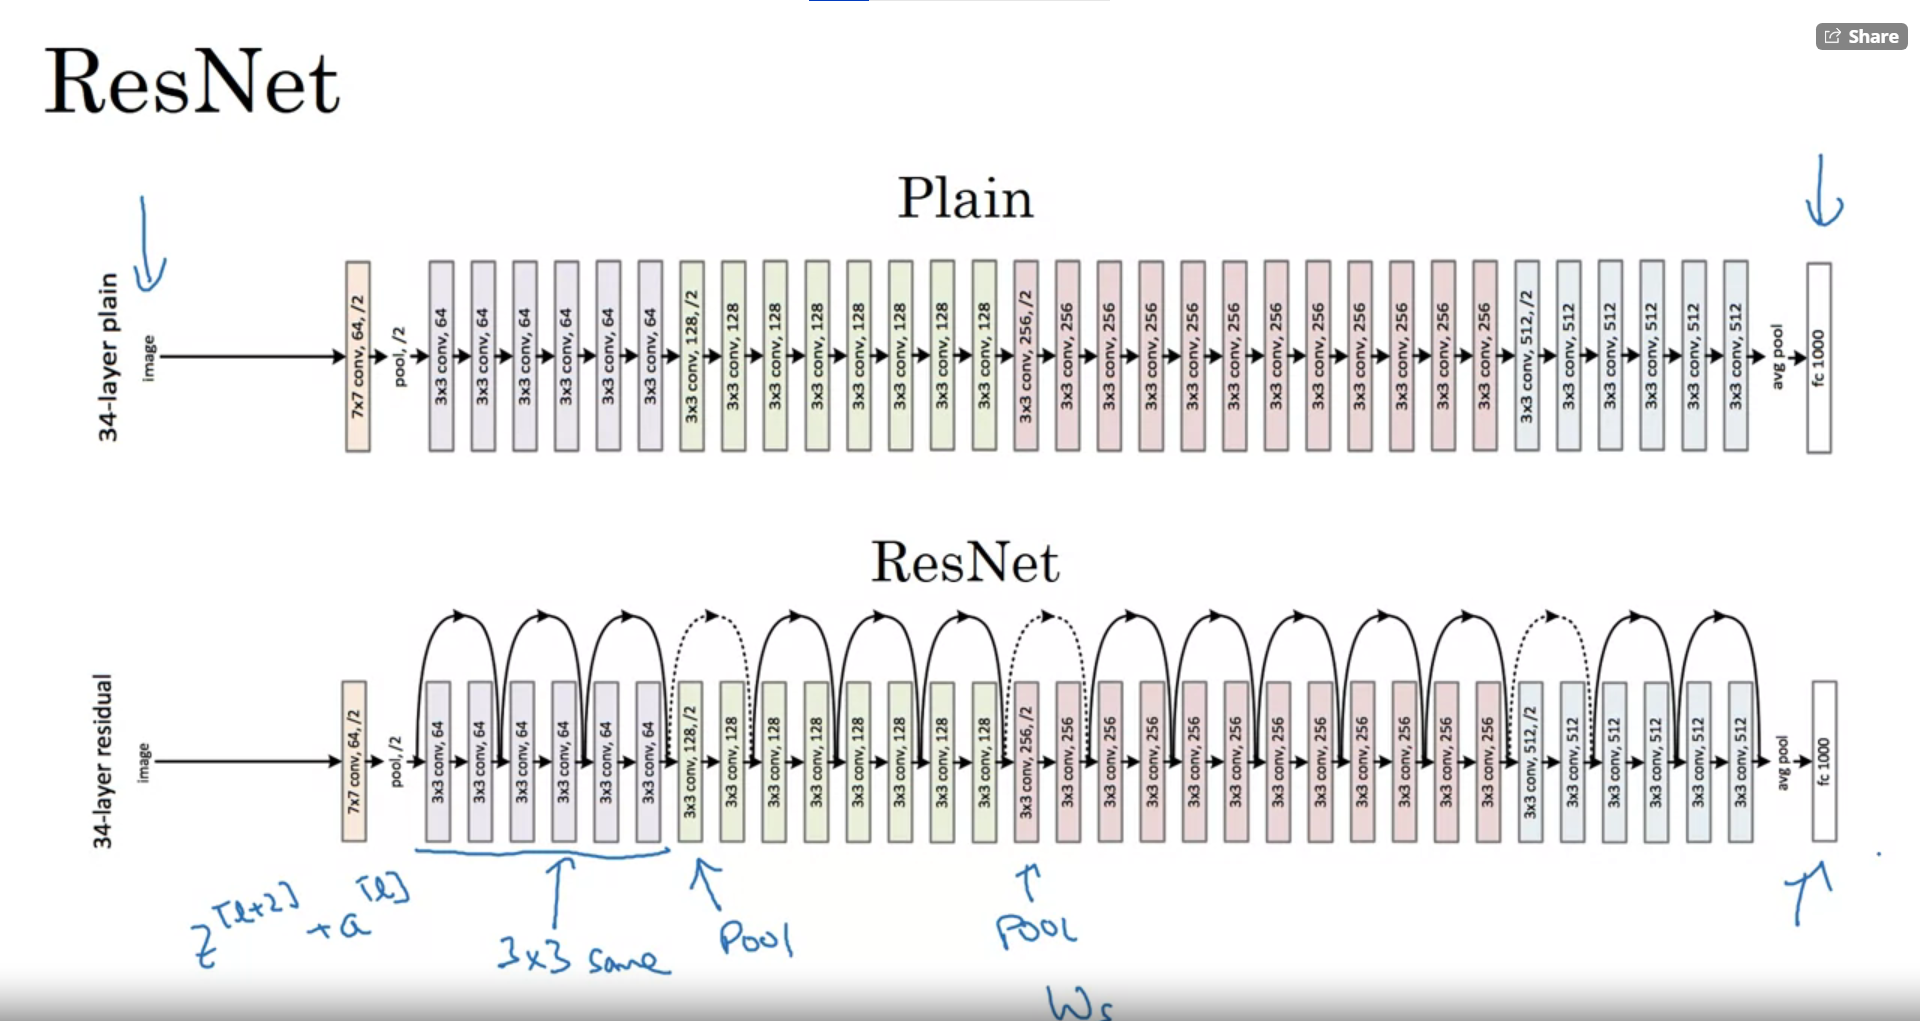 Share
ResNet
Plain
34-layer plain
image
7x7 conv, 64, /2
pool, /2
3x3 conv, 64
3x3 conv, 64
3x3 conv, 64
3x3 conv, 64
3x3 conv, 64
3x3 conv, 64
3x3 conv, 128, /2
3x3 conv, 128
3x3 conv, 128
3x3 conv, 128
3x3 conv, 128
3x3 conv, 128
3x3 conv, 128
3x3 conv, 128
3x3 conv, 256, /2
3x3 conv, 256
3x3 conv, 256
3x3 conv, 256
3x3 conv, 256
3x3 conv, 256
3x3 conv, 256
3x3 conv, 256
3x3 conv, 256
3x3 conv, 256
3x3 conv, 256
3x3 conv, 256
3x3 conv, 512, /2
3x3 conv, 512
3x3 conv, 512
3x3 conv, 512
3x3 conv, 512
3x3 conv, 512
avg pool
fc 1000
ResNet
34-layer residual
image
7x7 conv, 64, /2
pool, /2
3x3 conv, 64
3x3 conv, 64
3x3 conv, 64
3x3 conv, 64
3x3 conv, 64
3x3 conv, 64
3x3 conv, 128, /2
3x3 conv, 128
3x3 conv, 128
3x3 conv, 128
3x3 conv, 128
3x3 conv, 128
3x3 conv, 128
3x3 conv, 128
3x3 conv, 256, /2
3x3 conv, 256
3x3 conv, 256
3x3 conv, 256
3x3 conv, 256
3x3 conv, 256
3x3 conv, 256
3x3 conv, 256
3x3 conv, 256
3x3 conv, 256
3x3 conv, 256
3x3 conv, 256
3x3 conv, 512, /2
3x3 conv, 512
3x3 conv, 512
3x3 conv, 512
3x3 conv, 512
3x3 conv, 512
avg pool
fc 1000
z[l+2] + a[l]
3x3 same
Pool
POOL
Ws